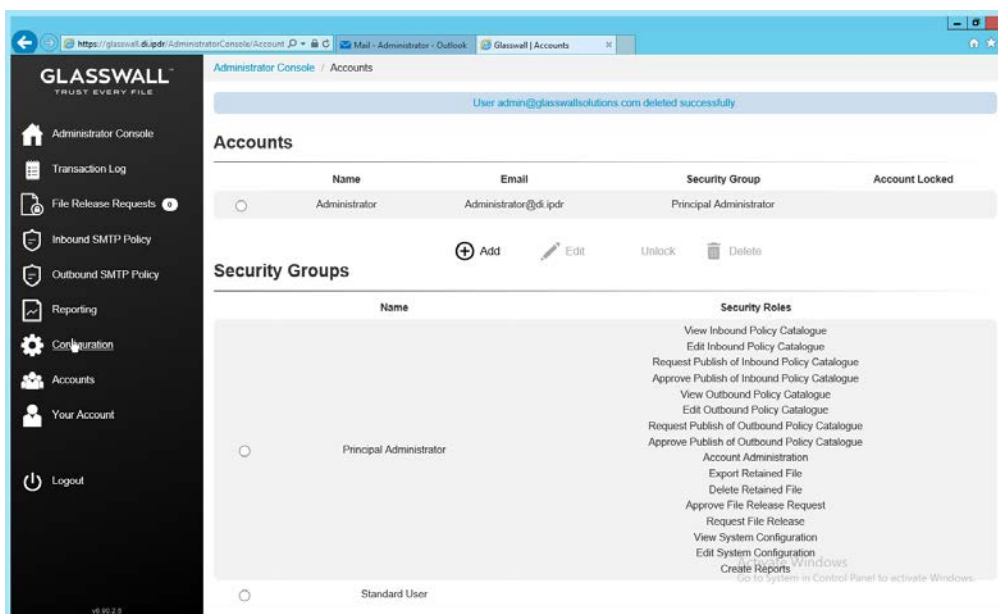 https://glasswall.di.ipdr/AdministratorConsole/Account
Mail - Administrator - Outlook
Glasswall | Accounts
GLASSWALL
TRUST EVERY FILE
Administrator Console
Transaction Log
File Release Requests 0
Inbound SMTP Policy
Outbound SMTP Policy
Reporting
Configuration
Accounts
Your Account
Logout
v6.90.2.6
Administrator Console / Accounts
User admin@glasswallsolutions.com deleted successfully.
Accounts
Name Email Security Group Account Locked
Administrator Administrator@di.ipdr Principal Administrator
Add Edit Unlock Delete
Security Groups
Name Security Roles
View Inbound Policy Catalogue
Edit Inbound Policy Catalogue
Request Publish of Inbound Policy Catalogue
Approve Publish of Inbound Policy Catalogue
View Outbound Policy Catalogue
Edit Outbound Policy Catalogue
Request Publish of Outbound Policy Catalogue
Approve Publish of Outbound Policy Catalogue
Principal Administrator
Account Administration
Export Retained File
Delete Retained File
Approve File Release Request
Request File Release
View System Configuration
Edit System Configuration
Create Reports
Activate Windows
Go to System in Control Panel to activate Windows.
Standard User